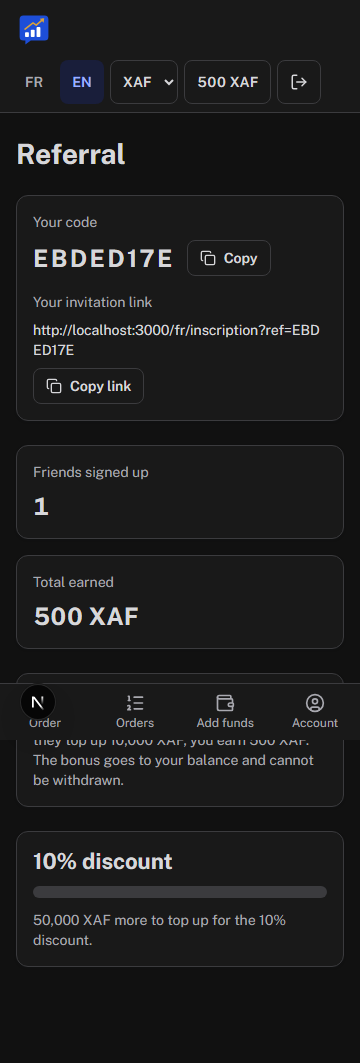 FR
EN
XAF
500 XAF
Referral
Your code
EBDED17E
Copy
Your invitation link
http://localhost:3000/fr/inscription?ref=EBD
ED17E
Copy link
Friends signed up
1
Total earned
500 XAF
N
Order
Orders
Add funds
Account
they top up 10,000 XAF, you earn 500 XAF.
The bonus goes to your balance and cannot
be withdrawn.
10% discount
50,000 XAF more to top up for the 10%
discount.